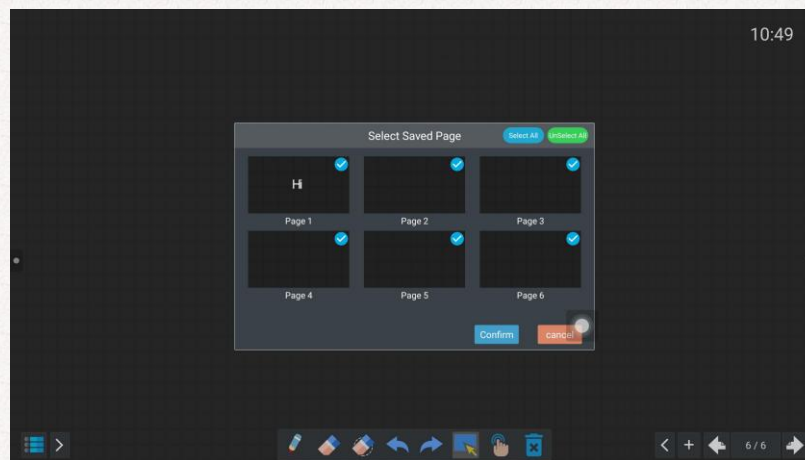 10:49
Select Saved Page
Select All
UnSelect All
Hi
Page 1
Page 2
Page 3
Page 4
Page 5
Page 6
Confirm
cancel
6 / 6